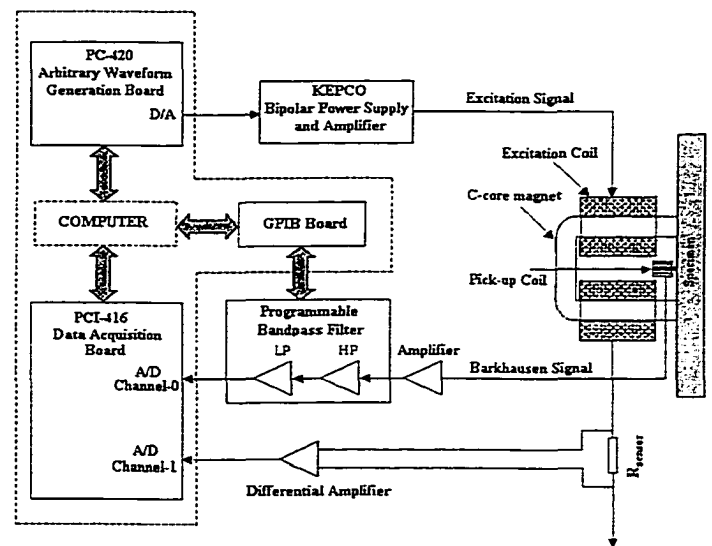 PC-420
Arbitrary Waveform
Generation Board
D/A
KEPCO
Bipolar Power Supply
and Amplifier
Excitation Signal
Excitation Coil
C-core magnet
COMPUTER
GPIB Board
Specimen
Pick-up Coil
PCI-416
Data Acquisition
Board
Programmable
Bandpass Filter
LP
HP
Amplifier
A/D
Channel-0
Barkhausen Signal
A/D
Channel-1
Differential Amplifier
Rsensor